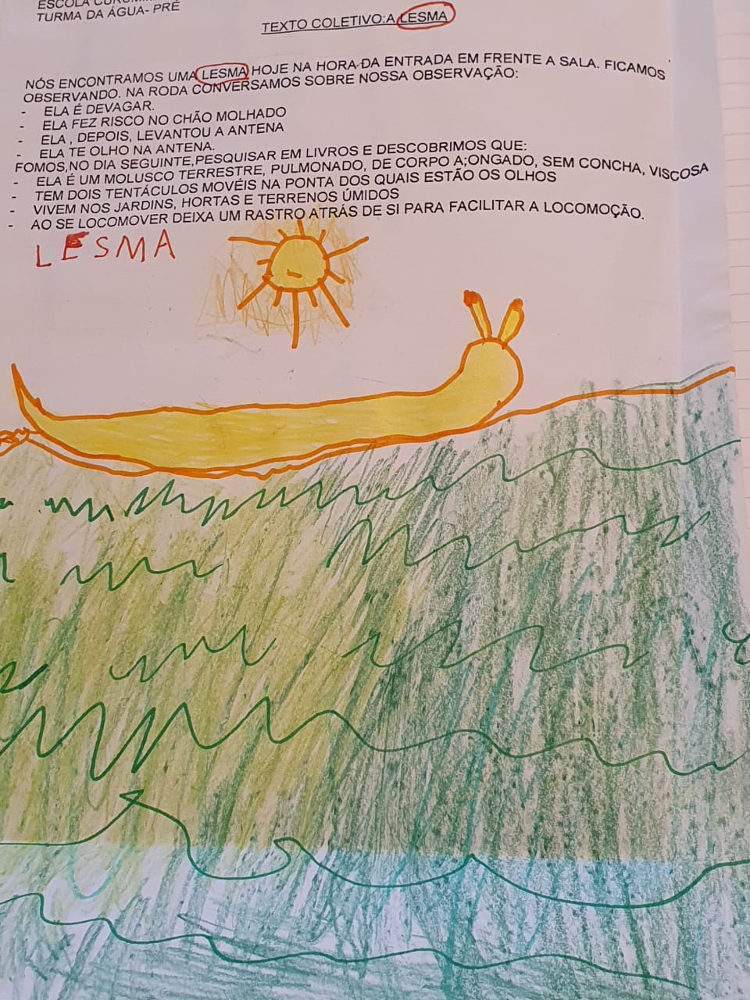 ESCOLA
TURMA DA ÁGUA- PRÉ
TEXTO COLETIVO:A LESMA
NÓS ENCONTRAMOS UMA LESMA HOJE NA HORA DA ENTRADA EM FRENTE A SALA. FICAMOS
OBSERVANDO. NA RODA CONVERSAMOS SOBRE NOSSA OBSERVAÇÃO:
- ELA É DEVAGAR.
- ELA FEZ RISCO NO CHÃO MOLHADO
- ELA , DEPOIS, LEVANTOU A ANTENA
- ELA TE OLHO NA ANTENA.
FOMOS,NO DIA SEGUINTE,PESQUISAR EM LIVROS E DESCOBRIMOS QUE:
- ELA É UM MOLUSCO TERRESTRE, PULMONADO, DE CORPO A;ONGADO, SEM CONCHA, VISCOSA
- TEM DOIS TENTÁCULOS MOVÉIS NA PONTA DOS QUAIS ESTÃO OS OLHOS
- VIVEM NOS JARDINS, HORTAS E TERRENOS ÚMIDOS
- AO SE LOCOMOVER DEIXA UM RASTRO ATRÁS DE SI PARA FACILITAR A LOCOMOÇÃO.
LESMA